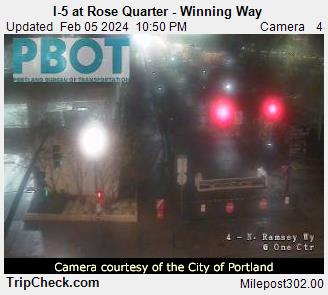 I-5 at Rose Quarter - Winning Way
Updated Feb 05 2024 10:50 PM Camera 4
PBOT
PORTLAND BUREAU OF TRANSPORTATION
4 - N. Ramsey Wy
@ One Ctr
Camera courtesy of the City of Portland
TripCheck.com Milepost302.00